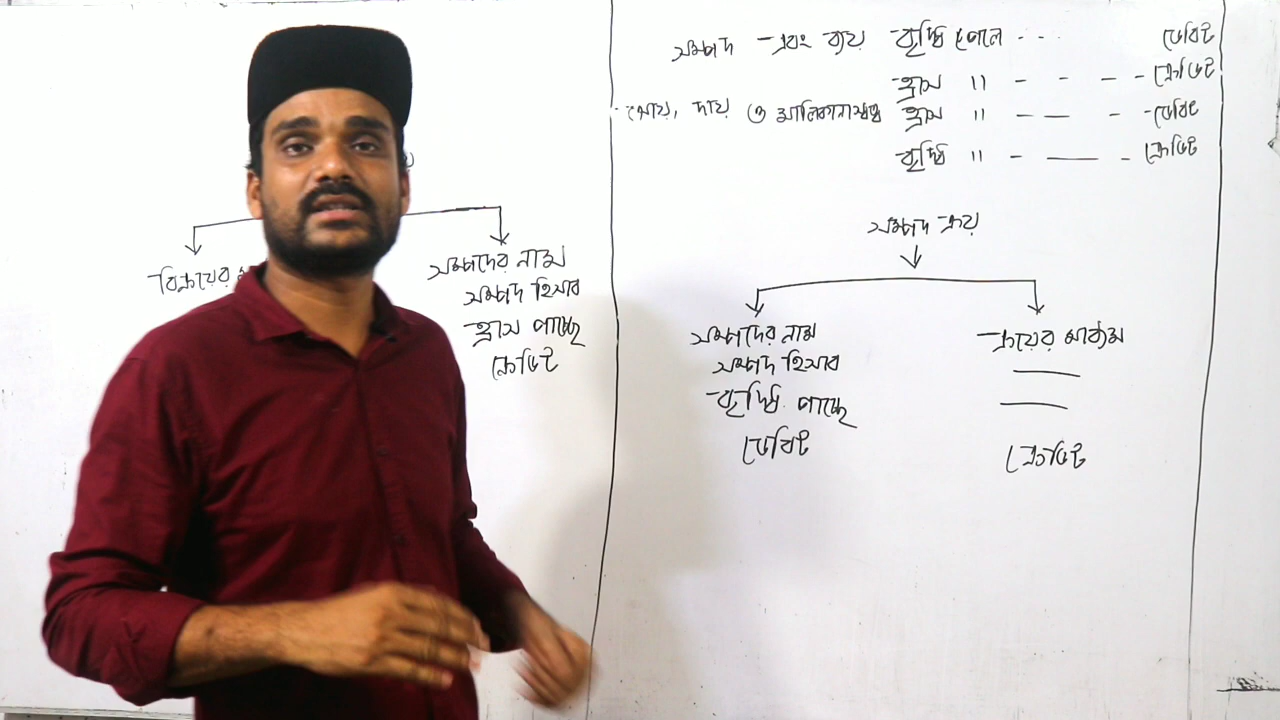 বিক্রয়ের
সম্পদের নাম
সম্পদ হিসাব
হ্রাস পাচ্ছে
ক্রেডিট
সম্পদ এবং ব্যয় বৃদ্ধি পেলে - - - ডেবিট
হ্রাস " - - - - ক্রেডিট
আয়, দায় ও মালিকানাস্বত্ব হ্রাস " - — - - ডেবিট
বৃদ্ধি " - — - ক্রেডিট
সম্পদ ক্রয়
সম্পদের নাম
সম্পদ হিসাব
বৃদ্ধি পাচ্ছে
ডেবিট
ক্রয়ের মাধ্যম
ক্রেডিট